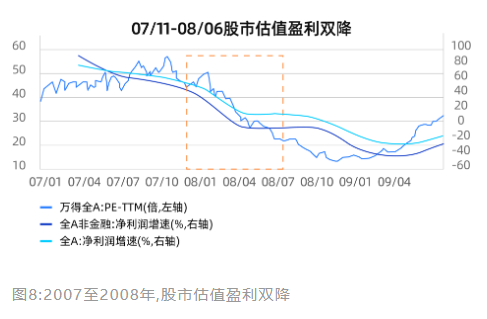 07/11-08/06股市估值盈利双降
60 100
50 80
60
40 40
20
30 0
20 -20
-40
10 -60
07/01 07/04 07/07 07/10 08/01 08/04 08/07 08/10 09/01 09/04
万得全A:PE-TTM(倍,左轴)
全A非金融:净利润增速(%,右轴)
全A:净利润增速(%,右轴)
图8:2007至2008年,股市估值盈利双降